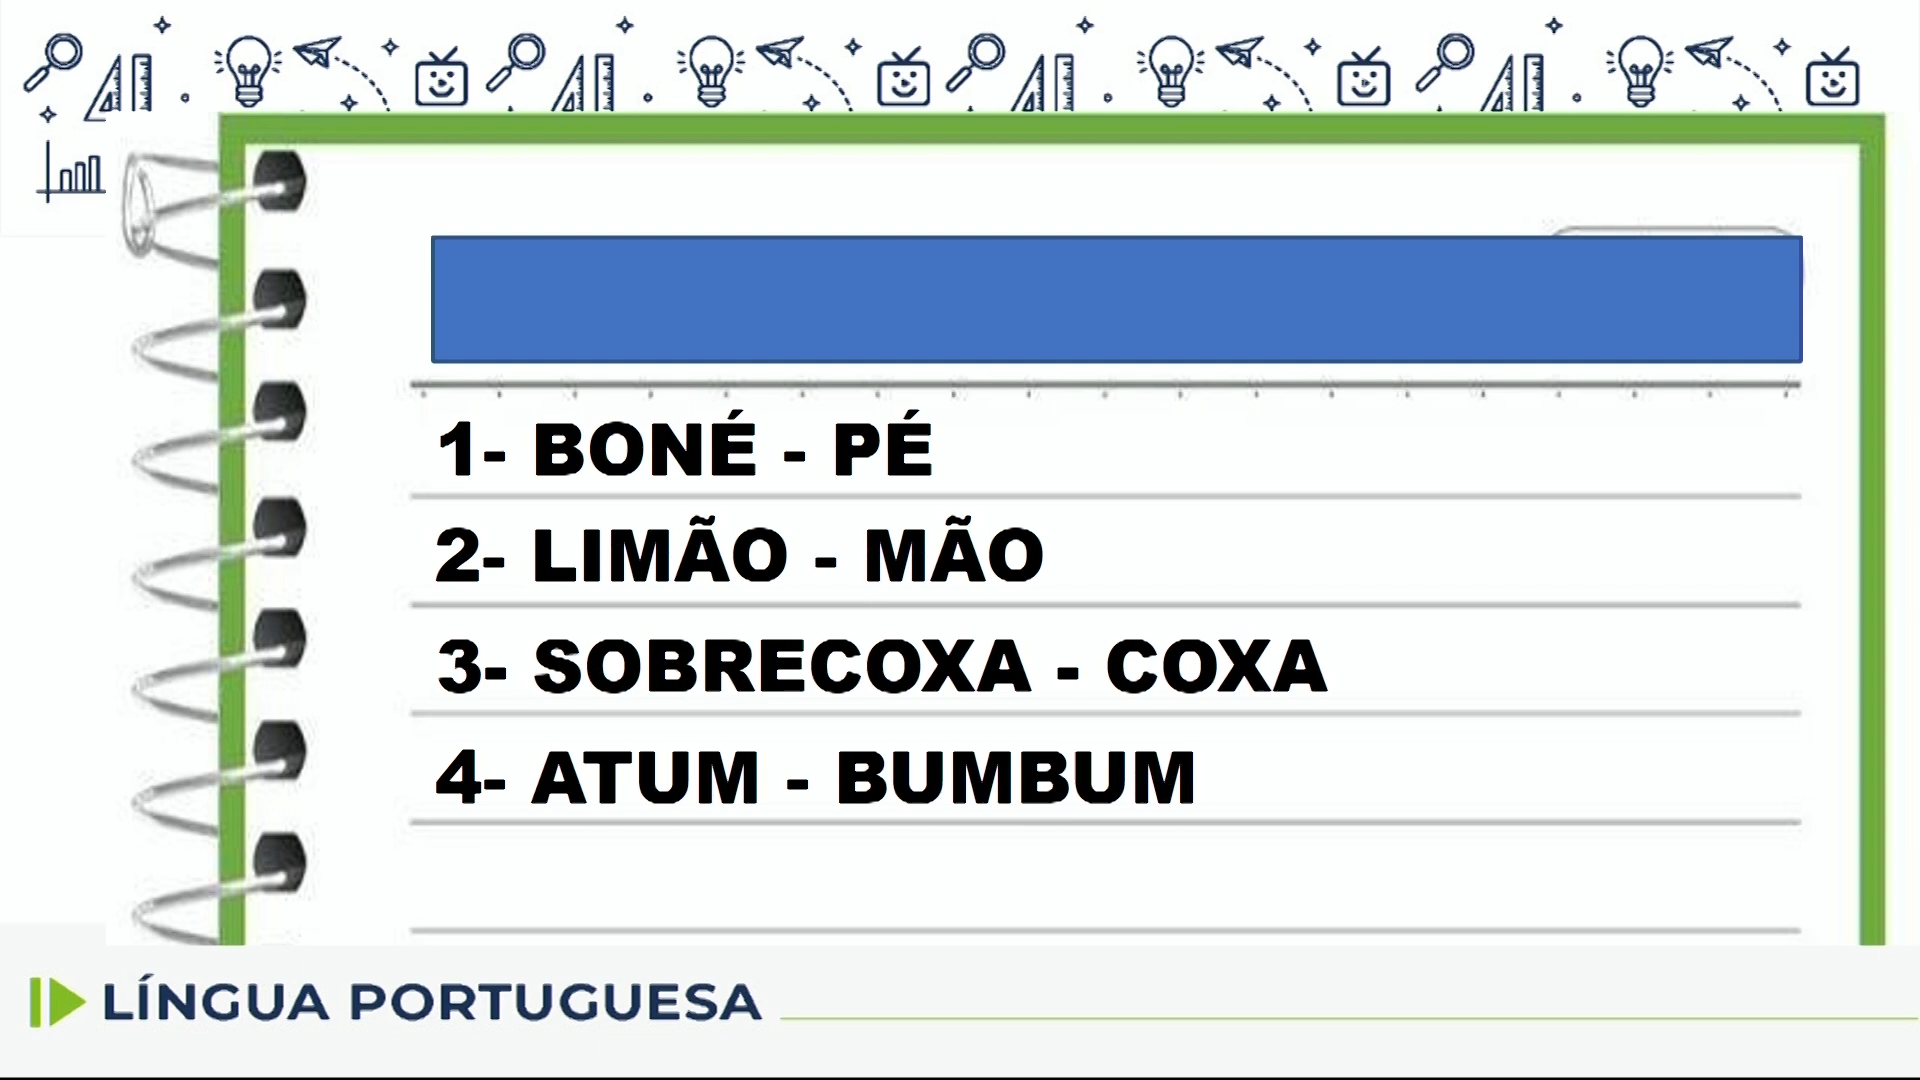 1- BONÉ - PÉ
2- LIMÃO - MÃO
3- SOBRECOXA - COXA
4- ATUM - BUMBUM
LÍNGUA PORTUGUESA